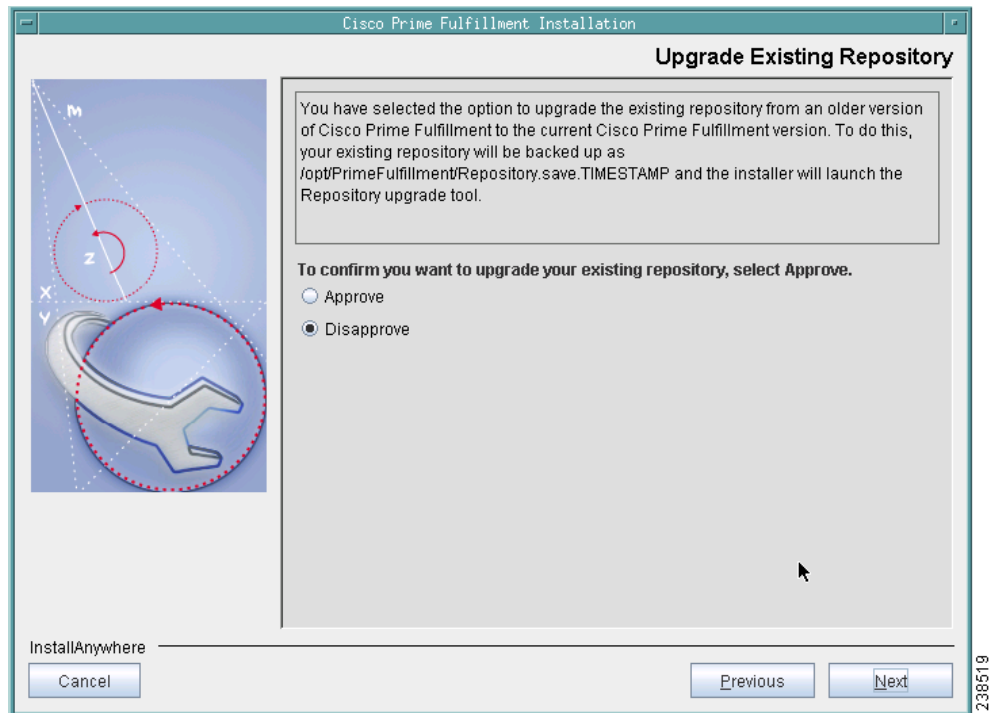 Cisco Prime Fulfillment Installation
Upgrade Existing Repository
m
z
X
Y
You have selected the option to upgrade the existing repository from an older version
of Cisco Prime Fulfillment to the current Cisco Prime Fulfillment version. To do this,
your existing repository will be backed up as
/opt/PrimeFulfillment/Repository.save.TIMESTAMP and the installer will launch the
Repository upgrade tool.
To confirm you want to upgrade your existing repository, select Approve.
Approve
Disapprove
InstallAnywhere
Cancel
Previous
Next
238519